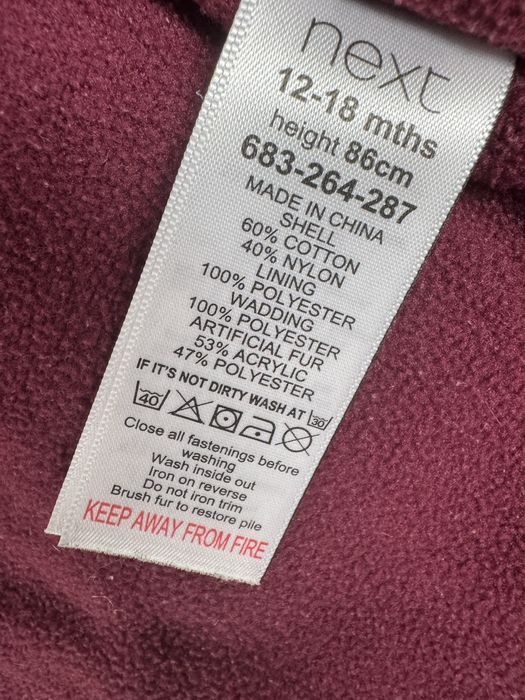 next
12-18 mths
height 86cm
683-264-287
MADE IN CHINA
SHELL
60% COTTON
40% NYLON
LINING
100% POLYESTER
WADDING
100% POLYESTER
ARTIFICIAL FUR
53% ACRYLIC
47% POLYESTER
IF IT'S NOT DIRTY WASH AT 30
40
Close all fastenings before
washing
Wash inside out
Iron on reverse
Do not iron trim
Brush fur to restore pile
KEEP AWAY FROM FIRE